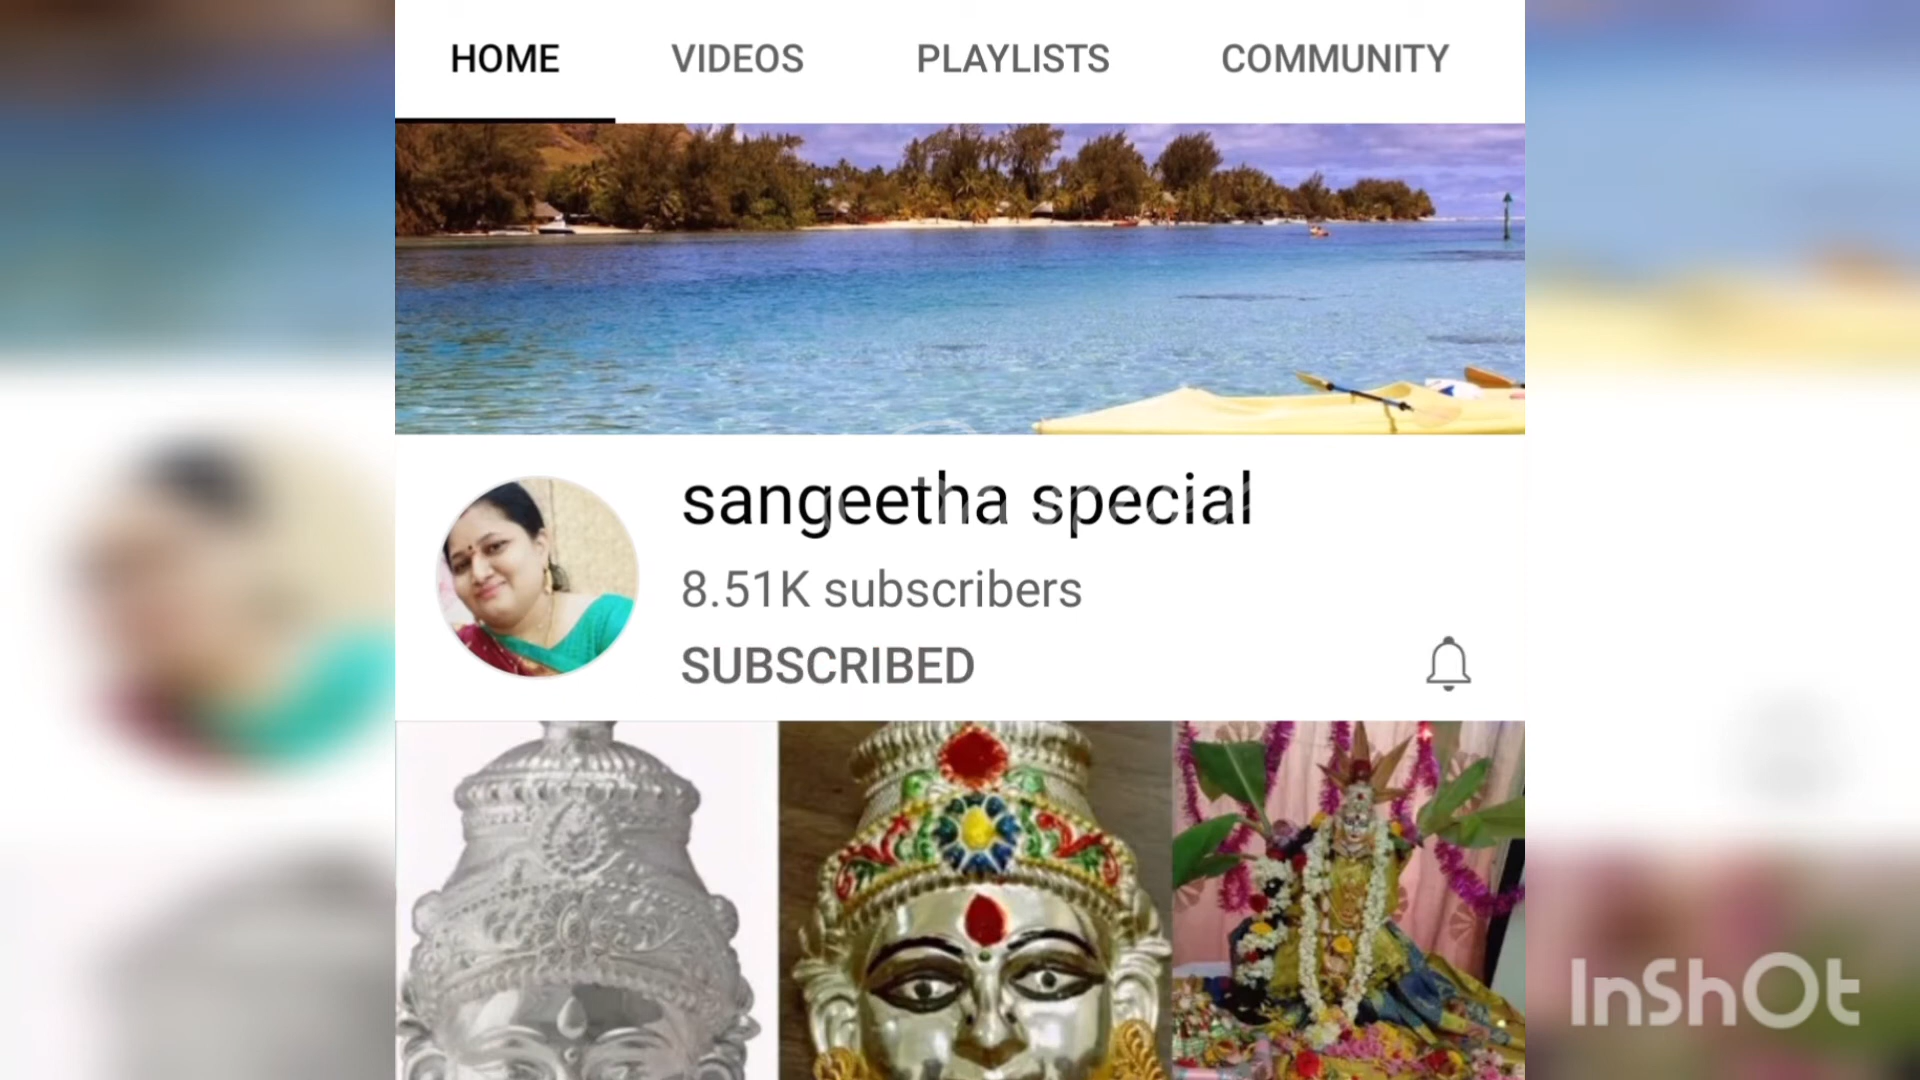 HOME VIDEOS PLAYLISTS COMMUNITY
sangeetha special
8.51K subscribers
SUBSCRIBED
InShOt